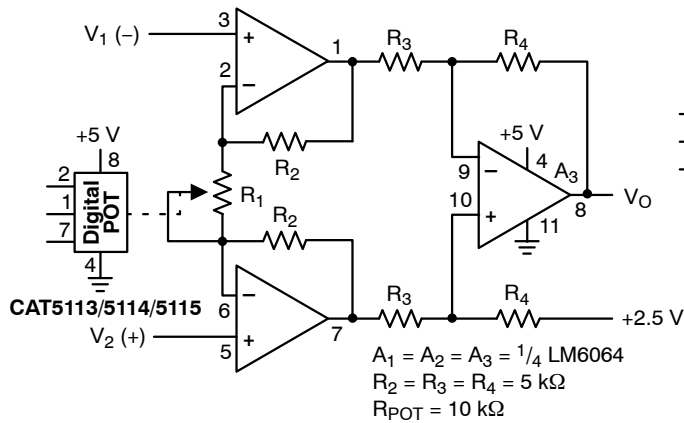 V1 (–)
3
+
2
–
1
R3
R4
R2
+5 V
8
2
1
7
4
Digital
POT
R1
R2
CAT5113/5114/5115
V2 (+)
–
6
5
+
7
R3
R4
+2.5 V
+5 V
4
A3
9
–
10
+
11
8
VO
A1 = A2 = A3 = 1/4 LM6064
R2 = R3 = R4 = 5 kΩ
RPOT = 10 kΩ